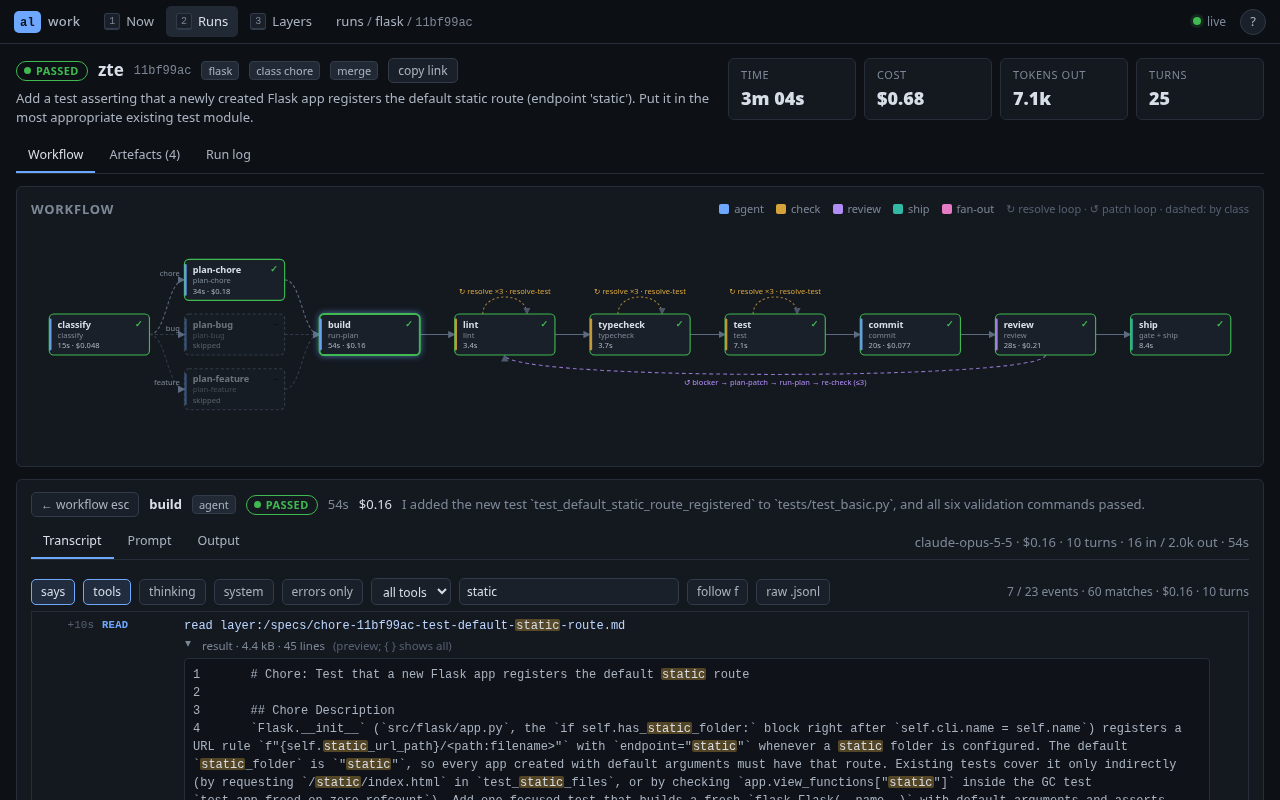 al work 1 Now 2 Runs 3 Layers runs / flask / 11bf99ac live ?
PASSED zte 11bf99ac flask class chore merge copy link
Add a test asserting that a newly created Flask app registers the default static route (endpoint 'static'). Put it in the
most appropriate existing test module.
TIME
3m 04s
COST
$0.68
TOKENS OUT
7.1k
TURNS
25
Workflow Artefacts (4) Run log
WORKFLOW agent check review ship fan-out ↻ resolve loop · ↺ patch loop · dashed: by class
chore
plan-chore ✓
plan-chore
34s · $0.18
classify ✓
classify
15s · $0.048
bug
plan-bug
plan-bug
skipped
feature
plan-feature
plan-feature
skipped
build ✓
run-plan
54s · $0.16
↻ resolve ×3 · resolve-test
lint ✓
lint
3.4s
↻ resolve ×3 · resolve-test
typecheck ✓
typecheck
3.7s
↻ resolve ×3 · resolve-test
test ✓
test
7.1s
commit ✓
commit
20s · $0.077
review ✓
review
28s · $0.21
ship ✓
gate + ship
8.4s
↺ blocker → plan-patch → run-plan → re-check (≤3)
← workflow esc build agent PASSED 54s $0.16 I added the new test `test_default_static_route_registered` to `tests/test_basic.py`, and all six validation commands passed.
Transcript Prompt Output claude-opus-5-5 · $0.16 · 10 turns · 16 in / 2.0k out · 54s
says tools thinking system errors only all tools static follow f raw .jsonl 7 / 23 events · 60 matches · $0.16 · 10 turns
+10s READ read layer:/specs/chore-11bf99ac-test-default-static-route.md
▼ result · 4.4 kB · 45 lines (preview; { } shows all)
1 # Chore: Test that a new Flask app registers the default static route
2
3 ## Chore Description
4 `Flask.__init__` (`src/flask/app.py`, the `if self.has_static_folder:` block right after `self.cli.name = self.name`) registers a
URL rule `f"{self.static_url_path}/<path:filename>"` with `endpoint="static"` whenever a static folder is configured. The default
`static_folder` is `"static"`, so every app created with default arguments must have that route. Existing tests cover it only indirectly
(by requesting `/static/index.html` in `test_static_files`, or by checking `app.view_functions["static"]` inside the GC test
`test_app_freed_on_zero_refcount`). Add one focused test that builds a fresh `flask.Flask(__name__)` with default arguments and asserts